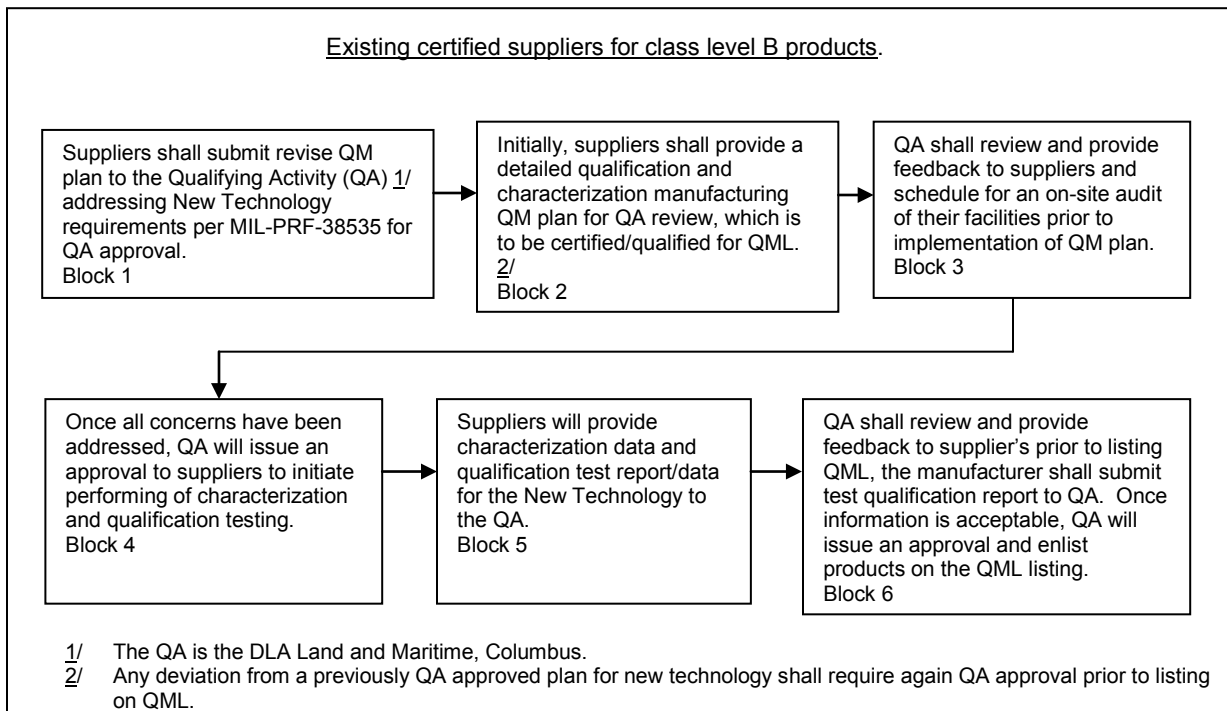 Existing certified suppliers for class level B products.
Suppliers shall submit revise QM
plan to the Qualifying Activity (QA) 1/
addressing New Technology
requirements per MIL-PRF-38535 for
QA approval.
Block 1
Initially, suppliers shall provide a
detailed qualification and
characterization manufacturing
QM plan for QA review, which is
to be certified/qualified for QML.
2/
Block 2
QA shall review and provide
feedback to suppliers and
schedule for an on-site audit
of their facilities prior to
implementation of QM plan.
Block 3
Once all concerns have been
addressed, QA will issue an
approval to suppliers to initiate
performing of characterization
and qualification testing.
Block 4
Suppliers will provide
characterization data and
qualification test report/data
for the New Technology to
the QA.
Block 5
QA shall review and provide
feedback to supplier’s prior to listing
QML, the manufacturer shall submit
test qualification report to QA.  Once
information is acceptable, QA will
issue an approval and enlist
products on the QML listing.
Block 6
1/ The QA is the DLA Land and Maritime, Columbus.
2/ Any deviation from a previously QA approved plan for new technology shall require again QA approval prior to listing
on QML.